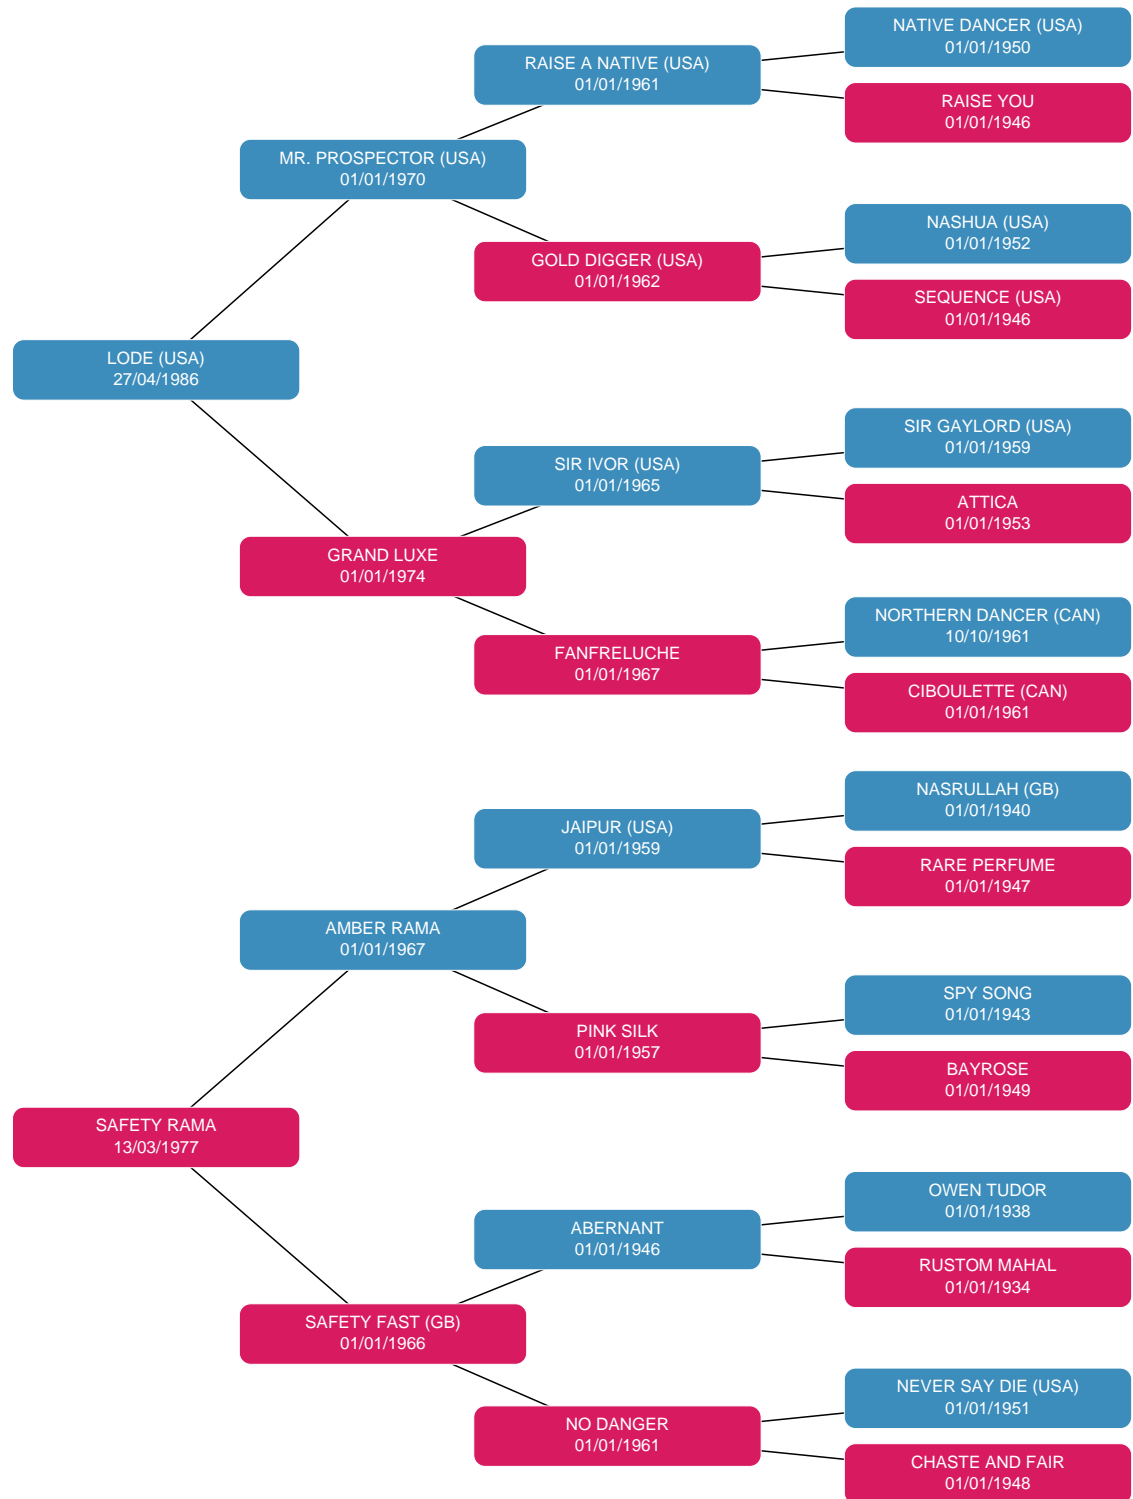 NATIVE DANCER (USA)
01/01/1950
RAISE A NATIVE (USA)
01/01/1961
RAISE YOU
01/01/1946
MR. PROSPECTOR (USA)
01/01/1970
NASHUA (USA)
01/01/1952
GOLD DIGGER (USA)
01/01/1962
SEQUENCE (USA)
01/01/1946
LODE (USA)
27/04/1986
SIR GAYLORD (USA)
01/01/1959
SIR IVOR (USA)
01/01/1965
ATTICA
01/01/1953
GRAND LUXE
01/01/1974
NORTHERN DANCER (CAN)
10/10/1961
FANFRELUCHE
01/01/1967
CIBOULETTE (CAN)
01/01/1961
NASRULLAH (GB)
01/01/1940
JAIPUR (USA)
01/01/1959
RARE PERFUME
01/01/1947
AMBER RAMA
01/01/1967
SPY SONG
01/01/1943
PINK SILK
01/01/1957
BAYROSE
01/01/1949
SAFETY RAMA
13/03/1977
OWEN TUDOR
01/01/1938
ABERNANT
01/01/1946
RUSTOM MAHAL
01/01/1934
SAFETY FAST (GB)
01/01/1966
NEVER SAY DIE (USA)
01/01/1951
NO DANGER
01/01/1961
CHASTE AND FAIR
01/01/1948